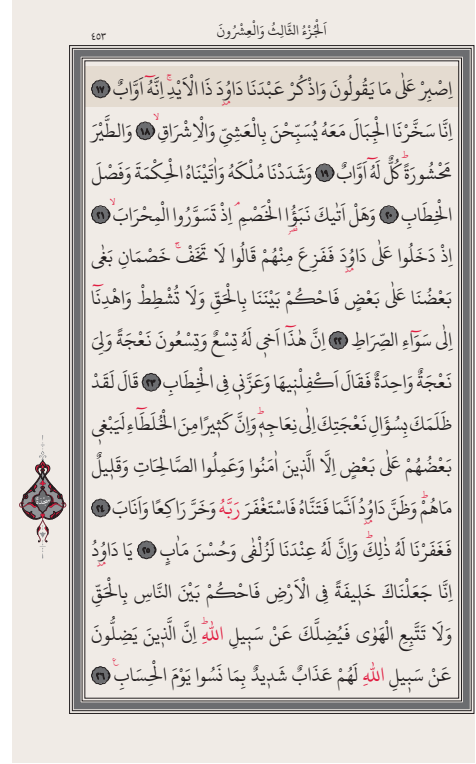 اَلْجُزْءُ الثَّالِثُ وَالْعِشْرُونَ
٤٥٣
اِصْبِرْ عَلٰى مَا يَقُولُونَ وَاذْكُرْ عَبْدَنَا دَاوُ۫دَ ذَا الْاَيْدِۚ اِنَّهُٓ اَوَّابٌ ﴿١٧﴾
اِنَّا سَخَّرْنَا الْجِبَالَ مَعَهُ يُسَبِّحْنَ بِالْعَشِيِّ وَالْاِشْرَاقِۙ ﴿١٨﴾ وَالطَّيْرَ
مَحْشُورَةًۜ كُلٌّ لَهُٓ اَوَّابٌ ﴿١٩﴾ وَشَدَدْنَا مُلْكَهُ وَاٰتَيْنَاهُ الْحِكْمَةَ وَفَصْلَ
الْخِطَابِ ﴿٢٠﴾ وَهَلْ اَتٰيكَ نَبَؤُ۬ا الْخَصْمِۢ اِذْ تَسَوَّرُوا الْمِحْرَابَۙ ﴿٢١﴾
اِذْ دَخَلُوا عَلٰى دَاوُ۫دَ فَفَزِعَ مِنْهُمْ قَالُوا لَا تَخَفْۚ خَصْمَانِ بَغٰى
بَعْضُنَا عَلٰى بَعْضٍ فَاحْكُمْ بَيْنَنَا بِالْحَقِّ وَلَا تُشْطِطْ وَاهْدِنَٓا
اِلٰى سَوَٓاءِ الصِّرَاطِ ﴿٢٢﴾ اِنَّ هٰذَٓا اَخ۪ي لَهُ تِسْعٌ وَتِسْعُونَ نَعْجَةً وَلِيَ
نَعْجَةٌ وَاحِدَةٌ فَقَالَ اَكْفِلْن۪يهَا وَعَزَّن۪ي فِي الْخِطَابِ ﴿٢٣﴾ قَالَ لَقَدْ
ظَلَمَكَ بِسُؤَالِ نَعْجَتِكَ اِلٰى نِعَاجِه۪ۜ وَاِنَّ كَث۪يرًا مِنَ الْخُلَطَٓاءِ لَيَبْغ۪ي
بَعْضُهُمْ عَلٰى بَعْضٍ اِلَّا الَّذ۪ينَ اٰمَنُوا وَعَمِلُوا الصَّالِحَاتِ وَقَل۪يلٌ
مَاهُمْۜ وَظَنَّ دَاوُ۫دُ اَنَّمَا فَتَنَّاهُ فَاسْتَغْفَرَ رَبَّهُ وَخَرَّ رَاكِعًا وَاَنَابَ ﴿٢٤﴾
فَغَفَرْنَا لَهُ ذٰلِكَۜ وَاِنَّ لَهُ عِنْدَنَا لَزُلْفٰى وَحُسْنَ مَاٰبٍ ﴿٢٥﴾ يَا دَاوُ۫دُ
اِنَّا جَعَلْنَاكَ خَل۪يفَةً فِي الْاَرْضِ فَاحْكُمْ بَيْنَ النَّاسِ بِالْحَقِّ
وَلَا تَتَّبِعِ الْهَوٰى فَيُضِلَّكَ عَنْ سَب۪يلِ اللّٰهِۜ اِنَّ الَّذ۪ينَ يَضِلُّونَ
عَنْ سَب۪يلِ اللّٰهِ لَهُمْ عَذَابٌ شَد۪يدٌ بِمَا نَسُوا يَوْمَ الْحِسَابِ۟ ﴿٢٦﴾